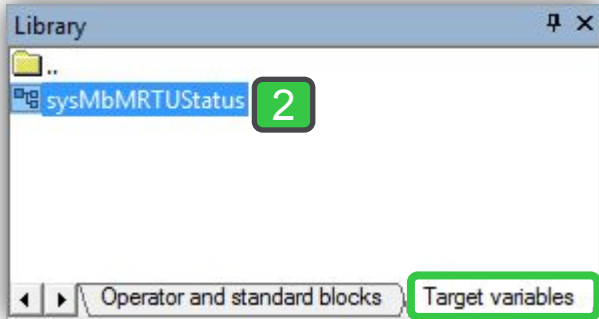 Library
..
sysMbMRTUStatus 2
Operator and standard blocks Target variables